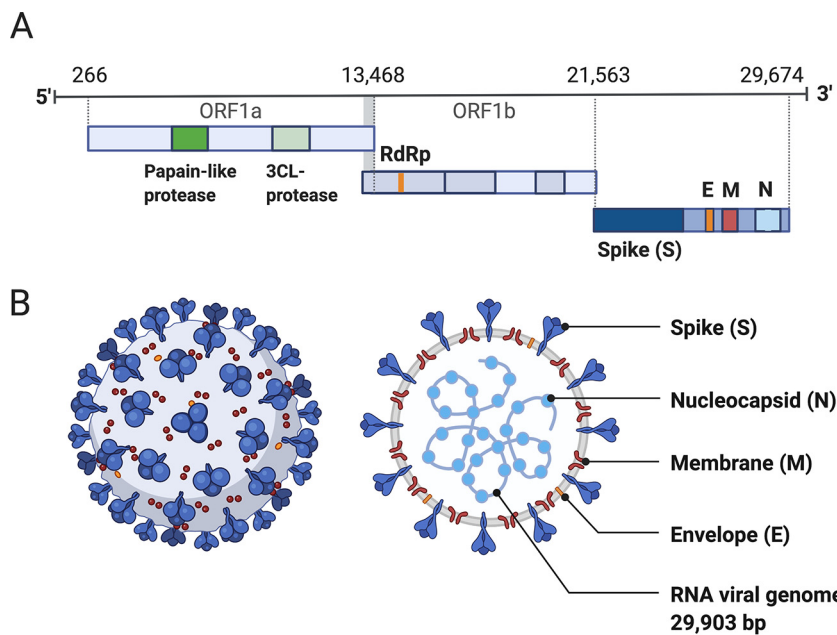 A
266 13,468 21,563 29,674
5' 3'
ORF1a ORF1b
RdRp
Papain-like
protease
3CL-
protease
E M N
Spike (S)
B
Spike (S)
Nucleocapsid (N)
Membrane (M)
Envelope (E)
RNA viral genome
29,903 bp